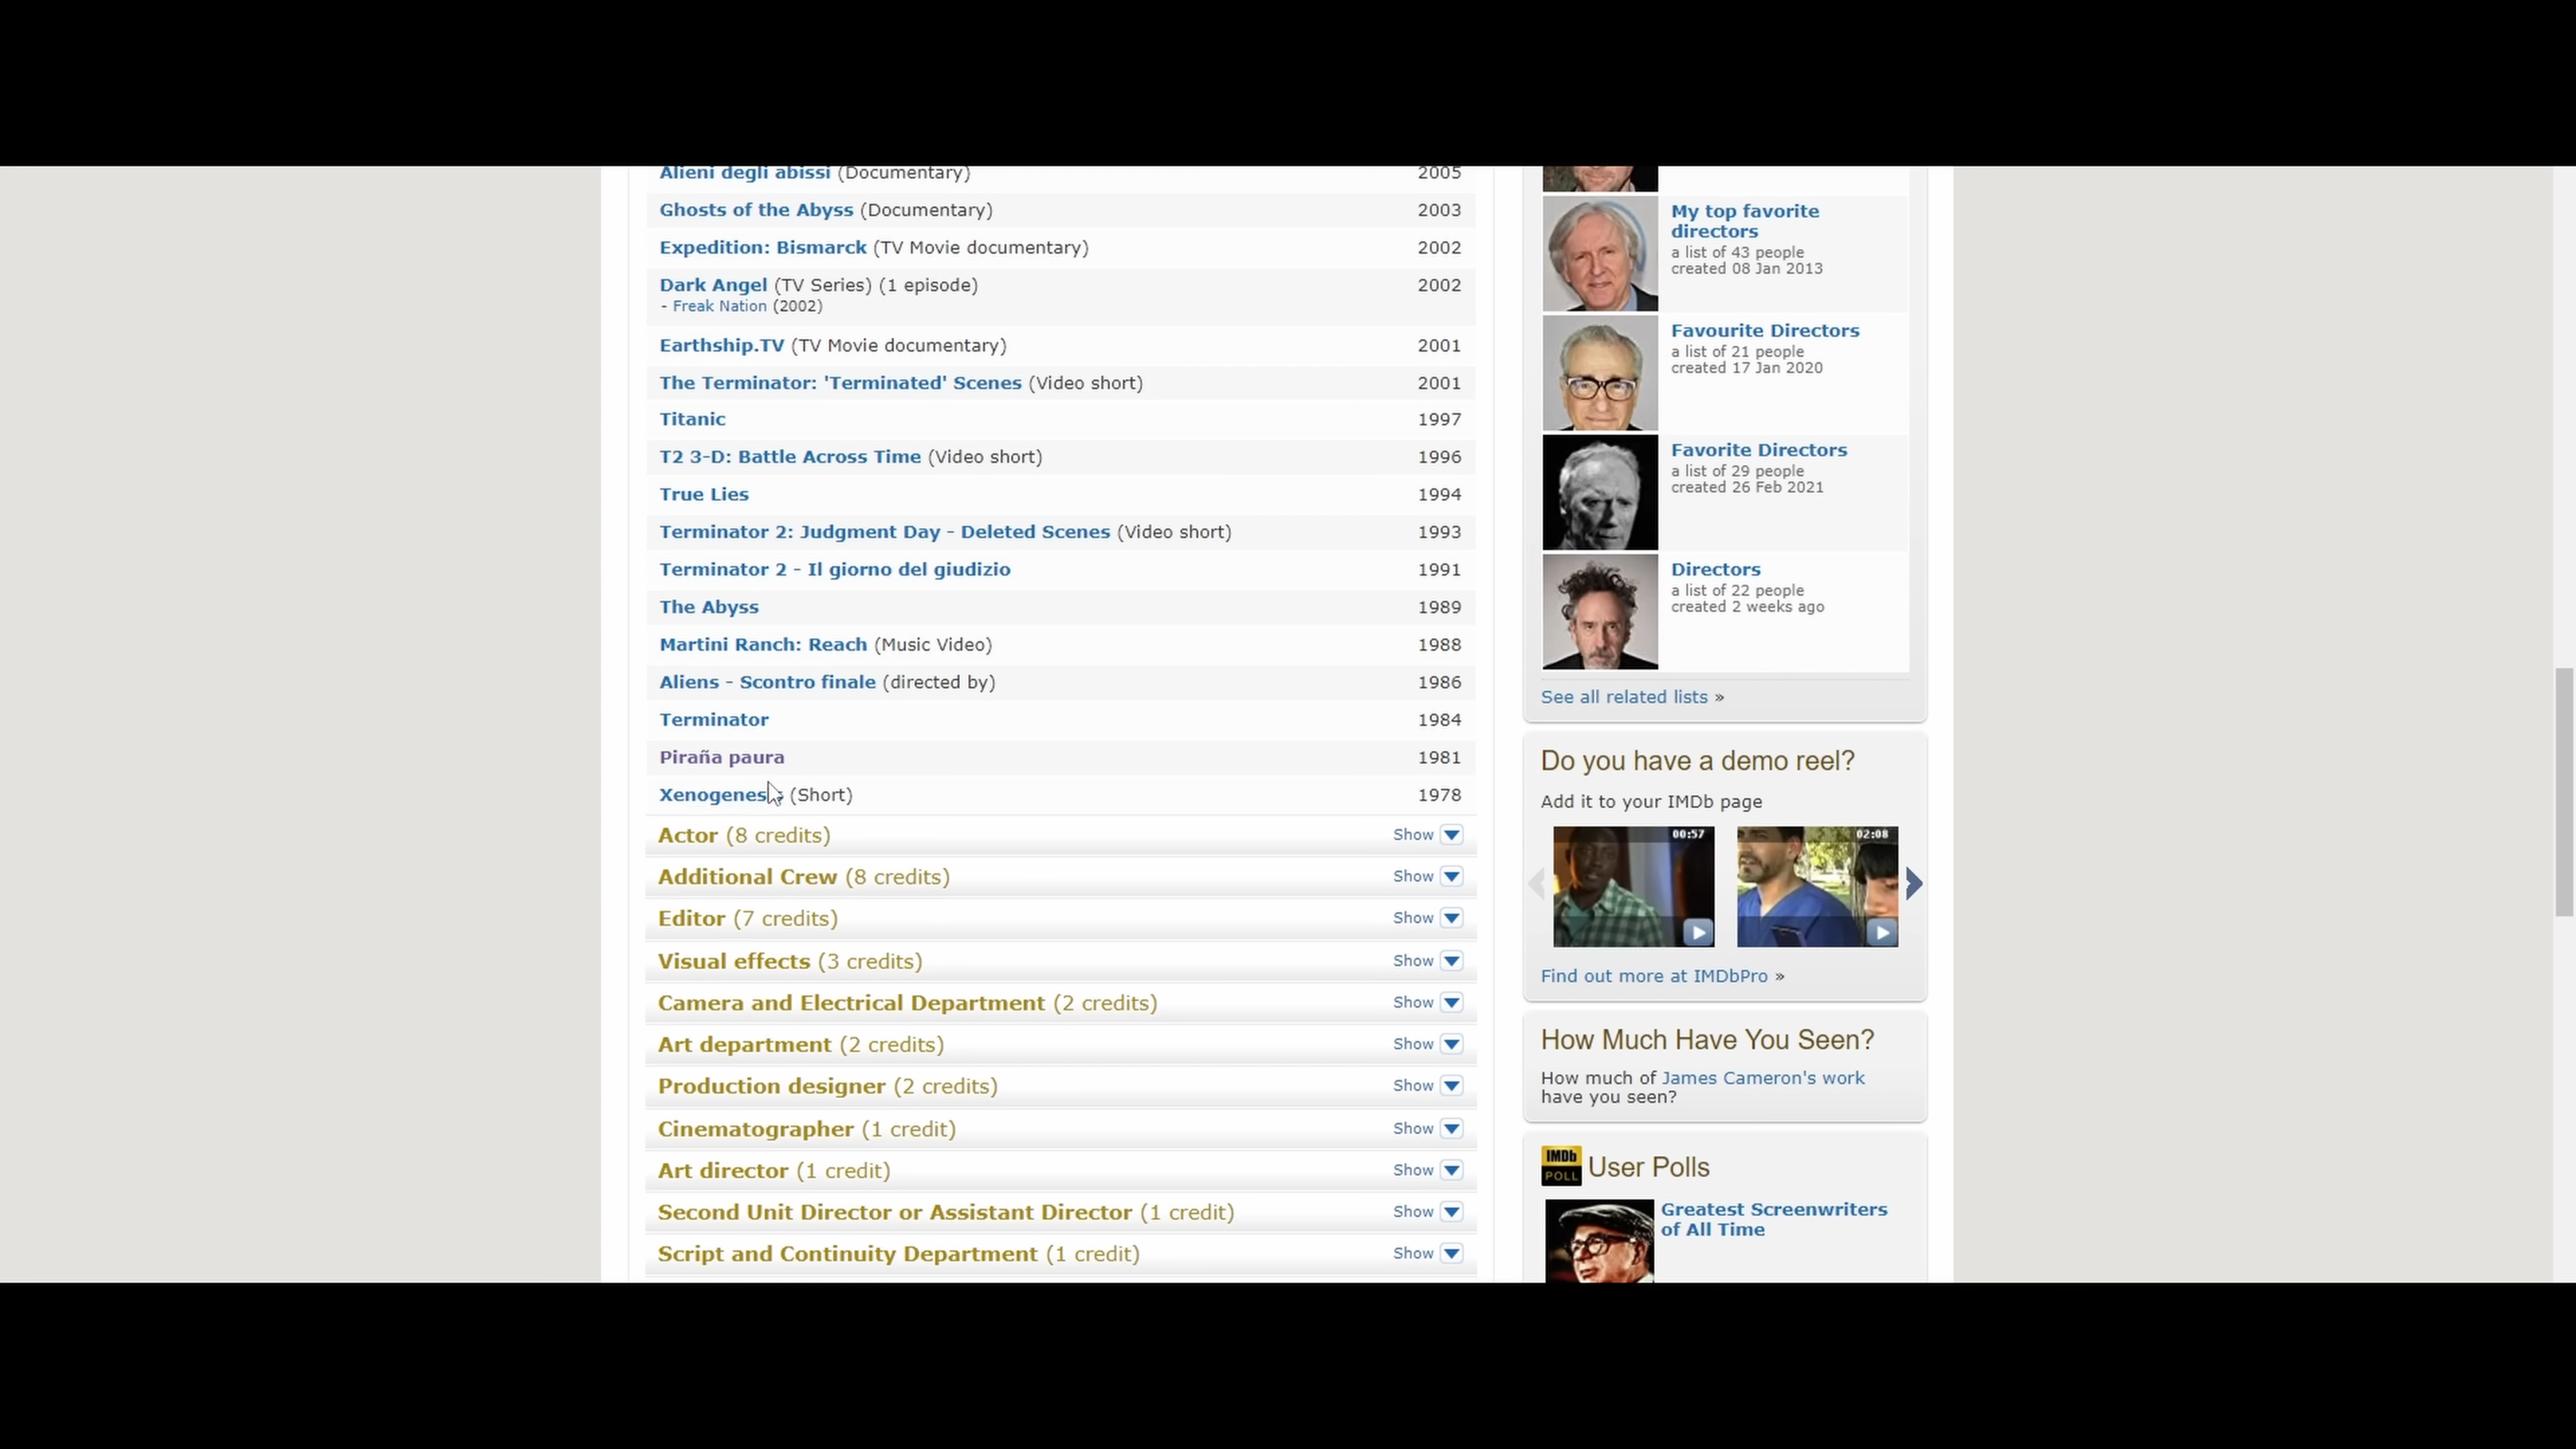 Alieni degli abissi (Documentary) 2005
Ghosts of the Abyss (Documentary) 2003
Expedition: Bismarck (TV Movie documentary) 2002
Dark Angel (TV Series) (1 episode) 2002
- Freak Nation (2002)
Earthship.TV (TV Movie documentary) 2001
The Terminator: 'Terminated' Scenes (Video short) 2001
Titanic 1997
T2 3-D: Battle Across Time (Video short) 1996
True Lies 1994
Terminator 2: Judgment Day - Deleted Scenes (Video short) 1993
Terminator 2 - Il giorno del giudizio 1991
The Abyss 1989
Martini Ranch: Reach (Music Video) 1988
Aliens - Scontro finale (directed by) 1986
Terminator 1984
Piraña paura 1981
Xenogenesis (Short) 1978
Actor (8 credits) Show
Additional Crew (8 credits) Show
Editor (7 credits) Show
Visual effects (3 credits) Show
Camera and Electrical Department (2 credits) Show
Art department (2 credits) Show
Production designer (2 credits) Show
Cinematographer (1 credit) Show
Art director (1 credit) Show
Second Unit Director or Assistant Director (1 credit) Show
Script and Continuity Department (1 credit) Show
My top favorite
directors
a list of 43 people
created 08 Jan 2013
Favourite Directors
a list of 21 people
created 17 Jan 2020
Favorite Directors
a list of 29 people
created 26 Feb 2021
Directors
a list of 22 people
created 2 weeks ago
See all related lists »
Do you have a demo reel?
Add it to your IMDb page
00:57 02:08
Find out more at IMDbPro »
How Much Have You Seen?
How much of James Cameron's work
have you seen?
IMDb
POLL
User Polls
Greatest Screenwriters
of All Time